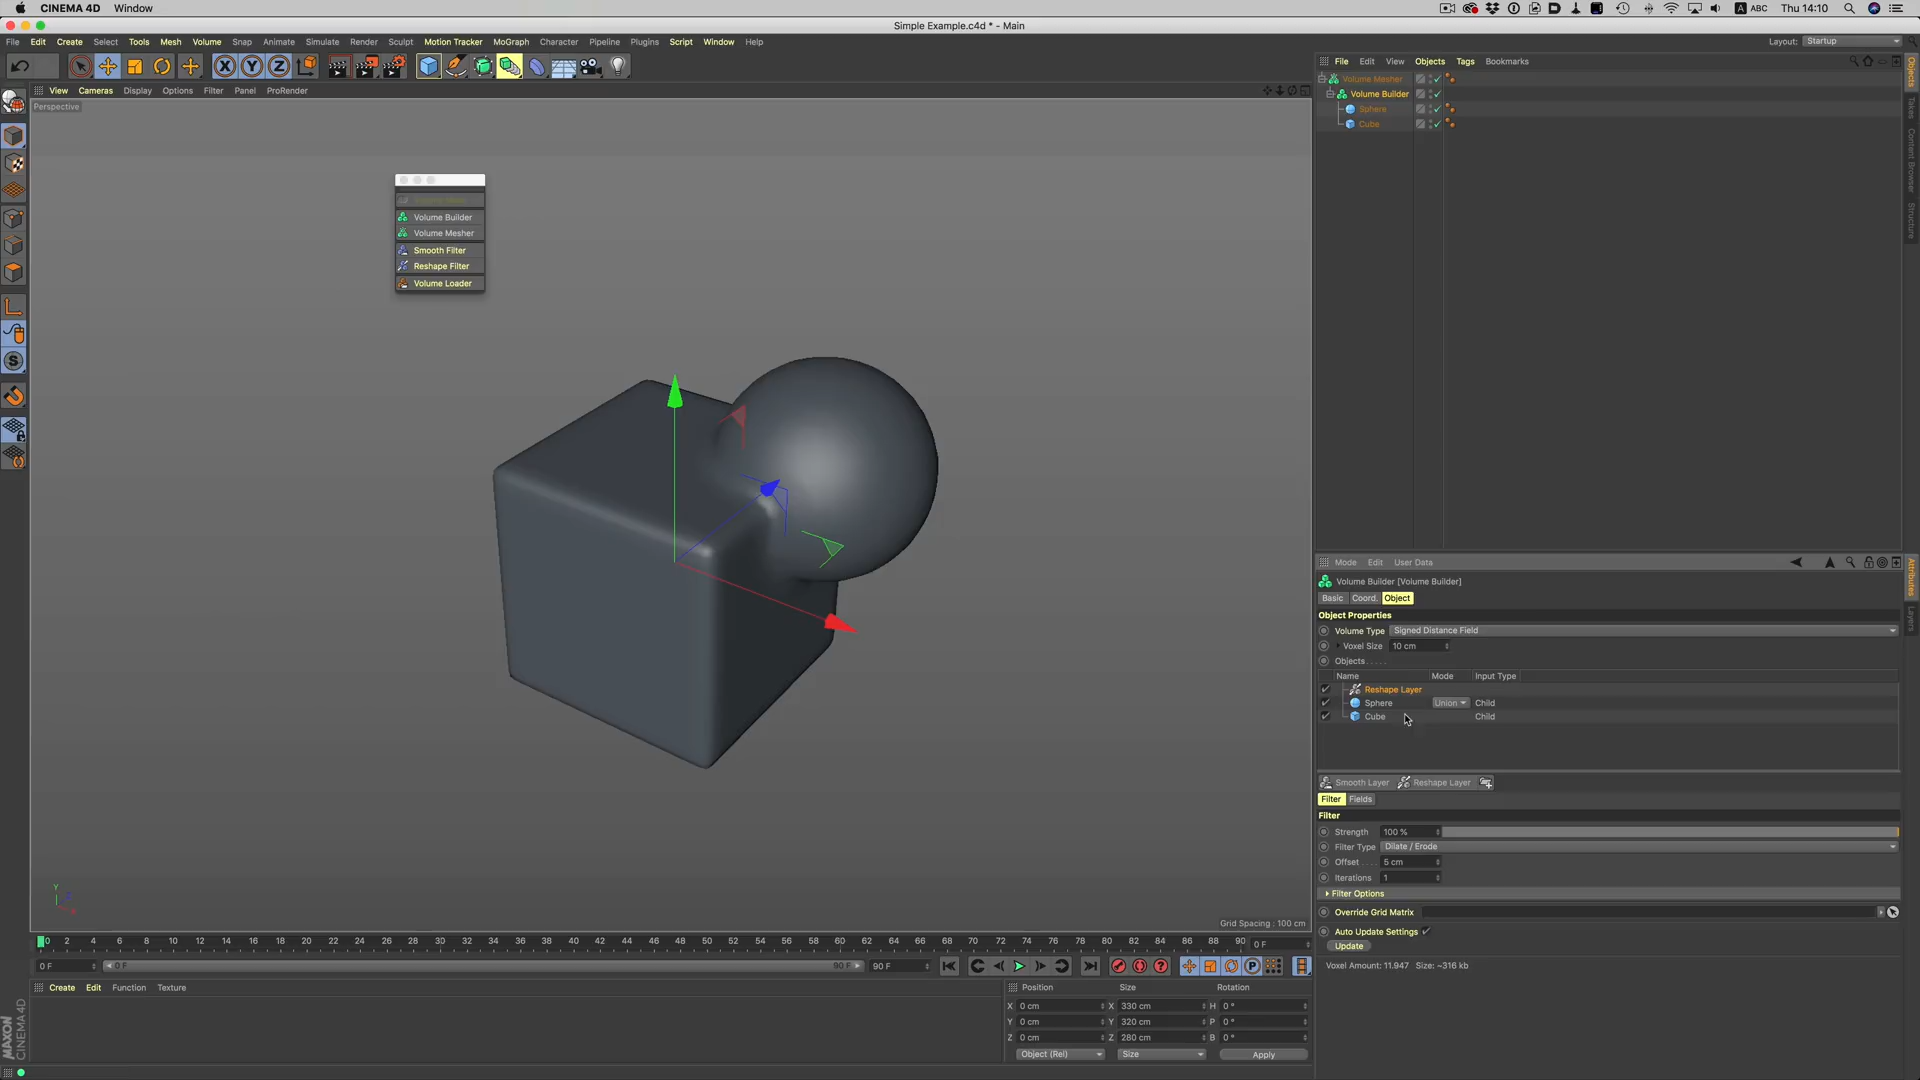 CINEMA 4D Window
ABC Thu 14:10
Simple Example.c4d * - Main
File Edit Create Select Tools Mesh Volume Snap Animate Simulate Render Sculpt Motion Tracker MoGraph Character Pipeline Plugins Script Window Help
Layout: Startup
X Y Z
File Edit View Objects Tags Bookmarks
Volume Mesher
Volume Builder
Sphere
Cube
Objects
Takes
Content Browser
Structure
View Cameras Display Options Filter Panel ProRender
Perspective
Volume Builder
Volume Mesher
Smooth Filter
Reshape Filter
Volume Loader
Y
Grid Spacing : 100 cm
Mode Edit User Data
Volume Builder [Volume Builder]
Basic Coord. Object
Object Properties
Volume Type Signed Distance Field
Voxel Size 10 cm
Objects . . . . .
Name Mode Input Type
Reshape Layer
Sphere Union Child
Cube Child
Smooth Layer Reshape Layer
Filter Fields
Filter
Strength 100 %
Filter Type Dilate / Erode
Offset . . . . 5 cm
Iterations 1
Filter Options
Override Grid Matrix
Auto Update Settings
Update
Voxel Amount: 11.947 Size: ~316 kb
Attributes
Layers
0 2 4 6 8 10 12 14 16 18 20 22 24 26 28 30 32 34 36 38 40 42 44 46 48 50 52 54 56 58 60 62 64 66 68 70 72 74 76 78 80 82 84 86 88 90 0 F
0 F 0 F 90 F 90 F
Create Edit Function Texture
Position Size Rotation
X 0 cm X 330 cm H 0 °
Y 0 cm Y 320 cm P 0 °
Z 0 cm Z 280 cm B 0 °
Object (Rel) Size Apply
MAXON
CINEMA 4D